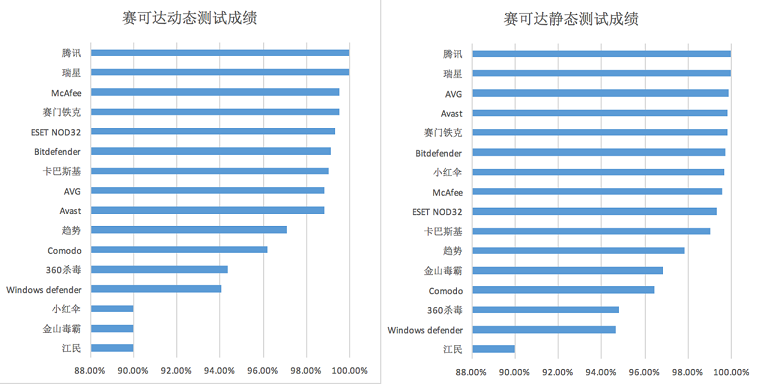 赛可达动态测试成绩
腾讯
瑞星
McAfee
赛门铁克
ESET NOD32
Bitdefender
卡巴斯基
AVG
Avast
趋势
Comodo
360杀毒
Windows defender
小红伞
金山毒霸
江民
88.00% 90.00% 92.00% 94.00% 96.00% 98.00% 100.00%
赛可达静态测试成绩
腾讯
瑞星
AVG
Avast
赛门铁克
Bitdefender
小红伞
McAfee
ESET NOD32
卡巴斯基
趋势
金山毒霸
Comodo
360杀毒
Windows defender
江民
88.00% 90.00% 92.00% 94.00% 96.00% 98.00% 100.00%